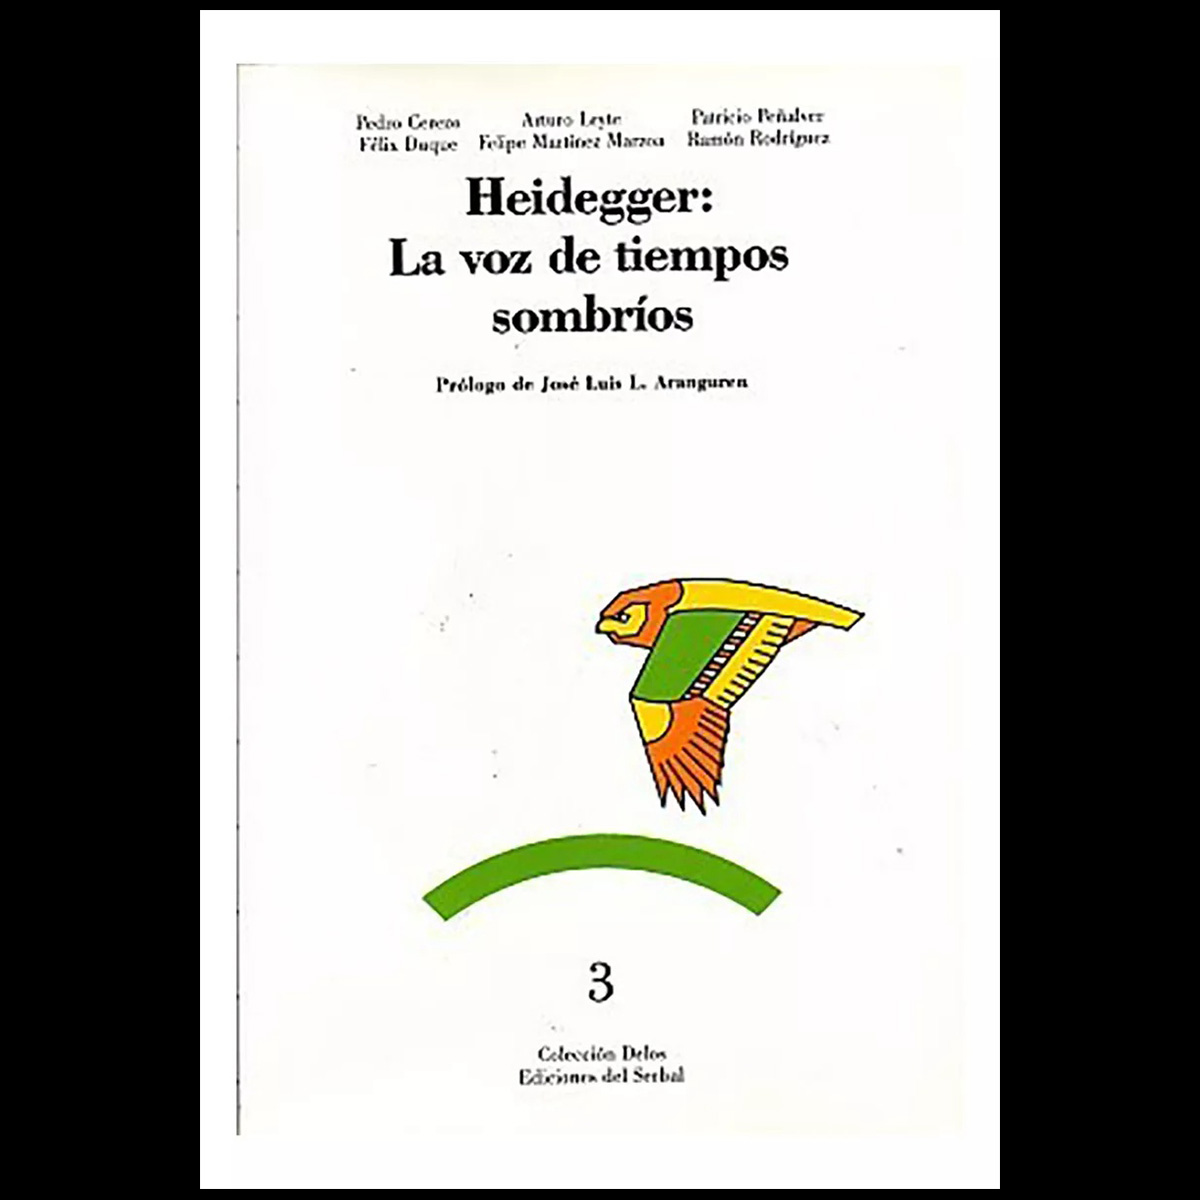 Pedro Cerezo Arturo Leyte Patricio Peñalver
Félix Duque Felipe Martínez Marzoa Ramón Rodríguez
Heidegger:
La voz de tiempos
sombríos
Prólogo de José Luis L. Aranguren
3
Colección Delos
Ediciones del Serbal